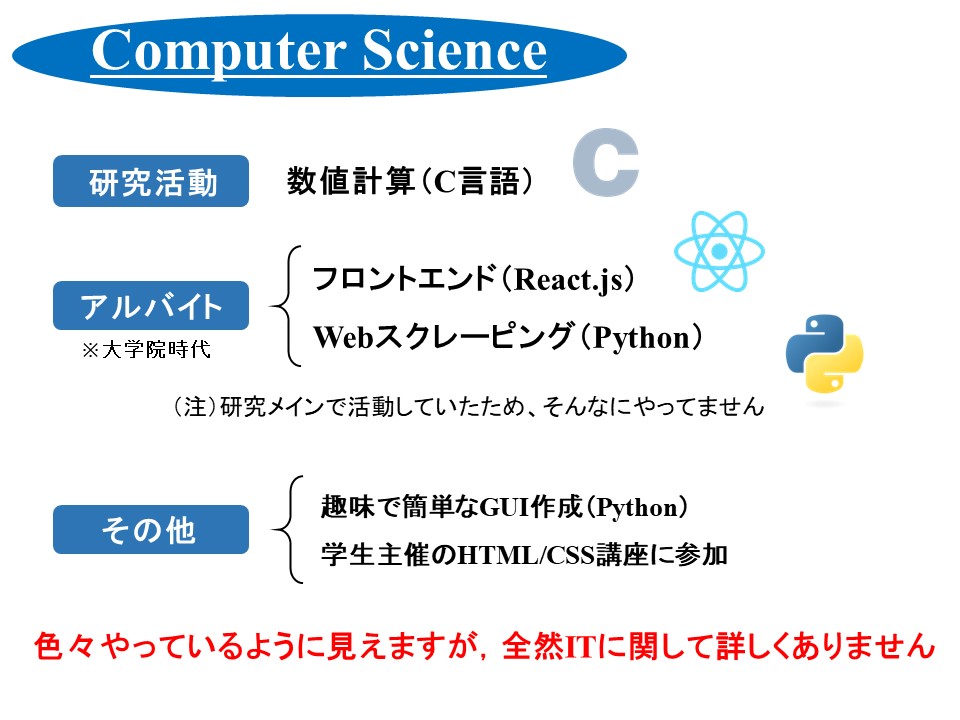 Computer Science
研究活動
数値計算（C言語）
C
アルバイト
※大学院時代
フロントエンド（React.js）
Webスクレーピング（Python）
（注）研究メインで活動していたため、そんなにやってません
その他
趣味で簡単なGUI作成（Python）
学生主催のHTML/CSS講座に参加
色々やっているように見えますが，全然ITに関して詳しくありません